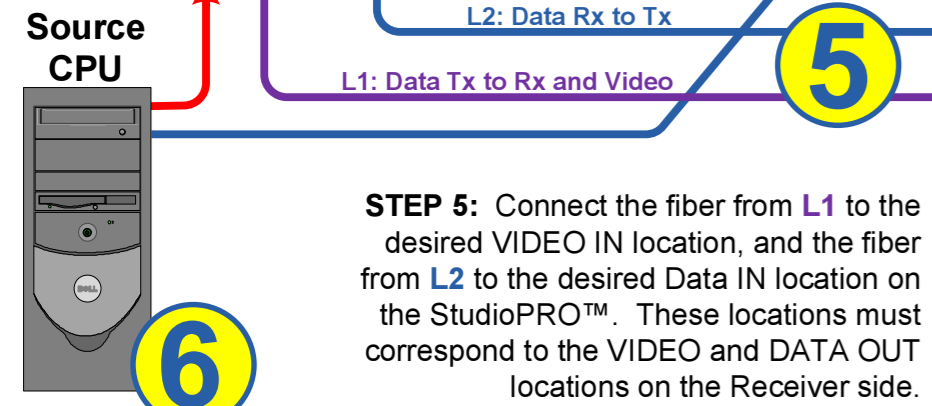 Source
CPU
L2: Data Rx to Tx
L1: Data Tx to Rx and Video
5
STEP 5: Connect the fiber from L1 to the
desired VIDEO IN location, and the fiber
from L2 to the desired Data IN location on
the StudioPRO™. These locations must
correspond to the VIDEO and DATA OUT
locations on the Receiver side.
DELL
6